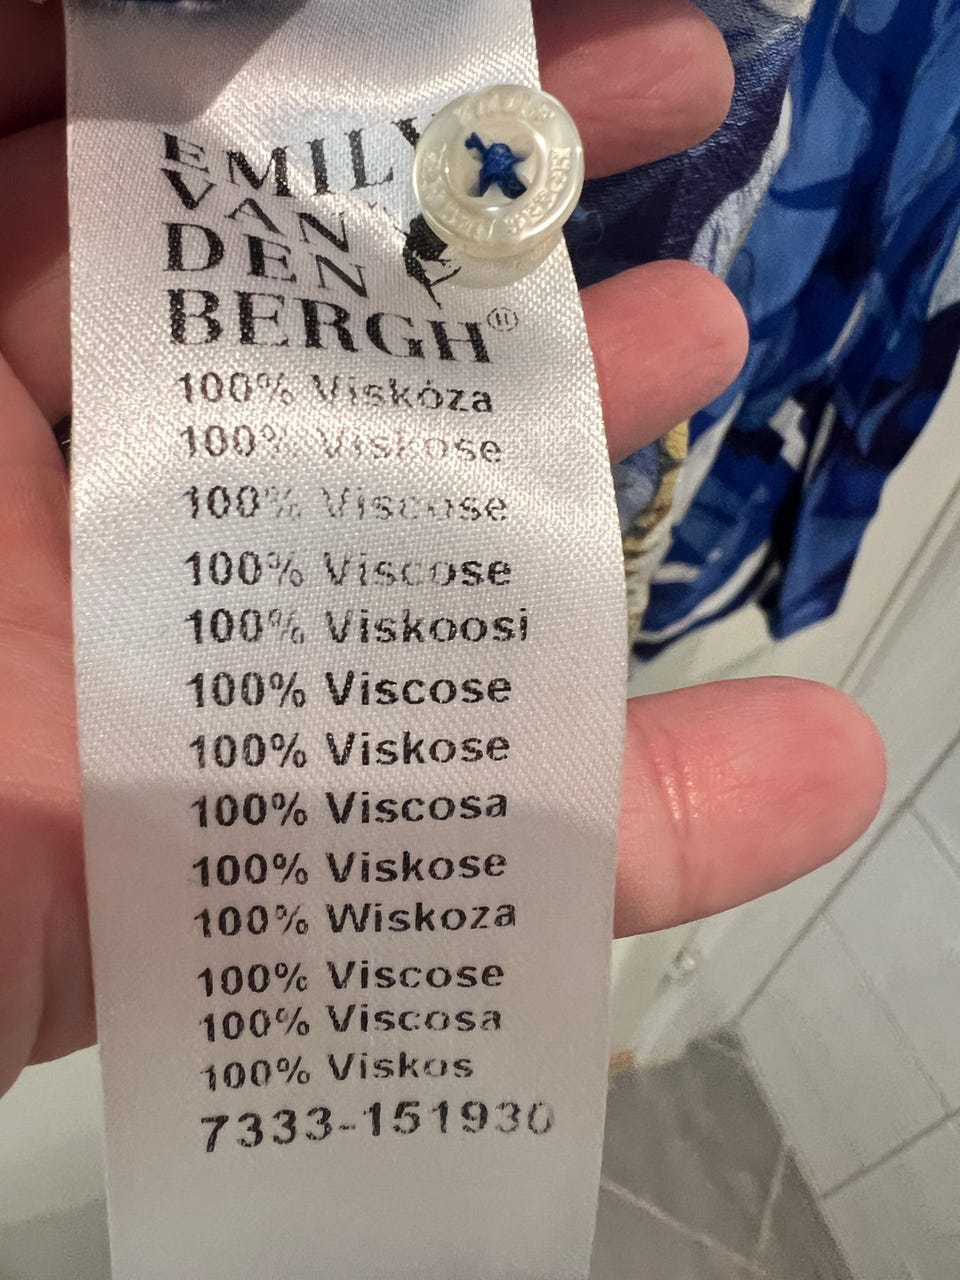 EMILY
VAN
DEN
BERGH®
100% Viskóza
100% Viskose
100% Viscose
100% Viscose
100% Viskoosi
100% Viscose
100% Viskose
100% Viscosa
100% Viskose
100% Wiskoza
100% Viscose
100% Viscosa
100% Viskos
7333-151930